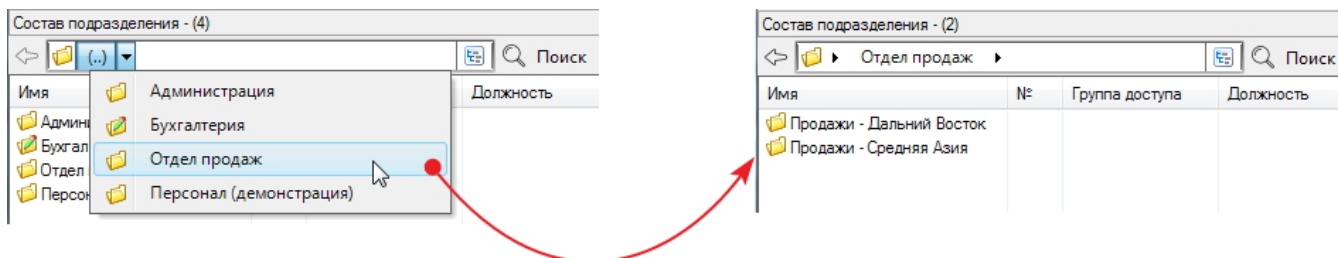 Состав подразделения - (4)
(..)
Поиск
Имя
Должность
Администрация
Бухгалтерия
Отдел продаж
Персонал (демонстрация)
Админи
Бухгал
Отдел
Персон
Состав подразделения - (2)
Отдел продаж
Поиск
Имя № Группа доступа Должность
Продажи - Дальний Восток
Продажи - Средняя Азия